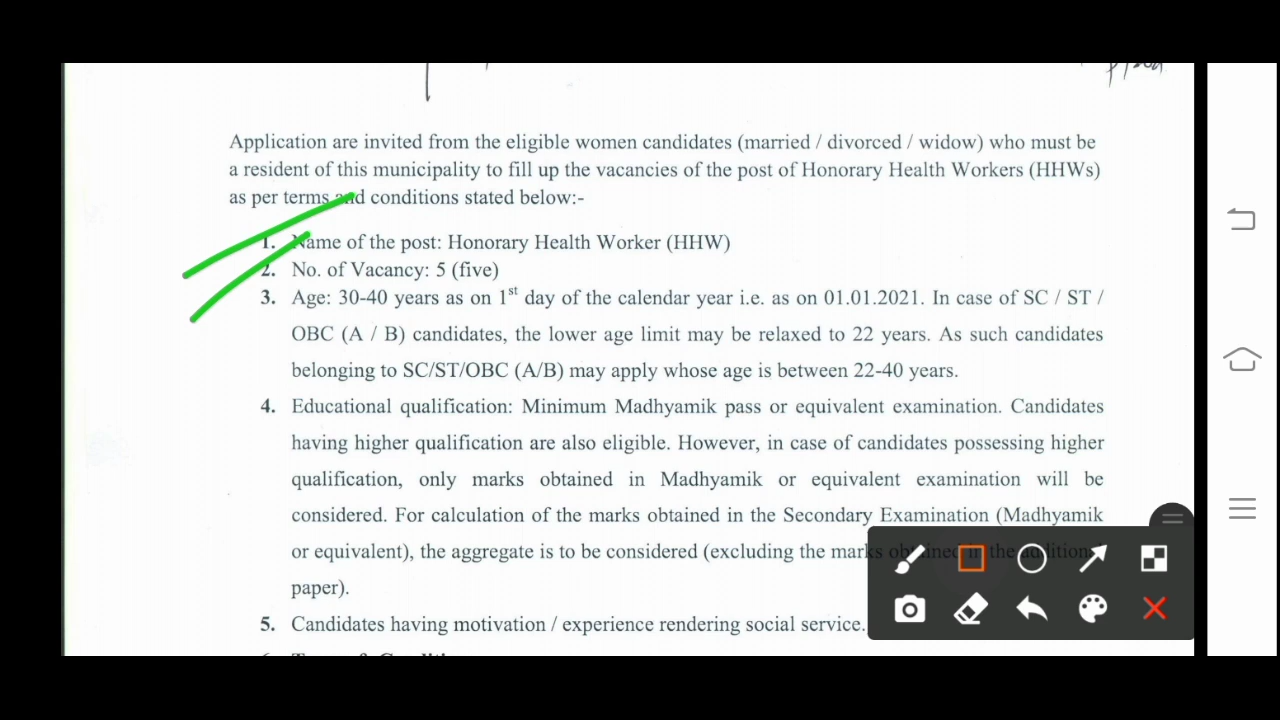 Application are invited from the eligible women candidates (married / divorced / widow) who must be
a resident of this municipality to fill up the vacancies of the post of Honorary Health Workers (HHWs)
as per terms and conditions stated below:-
1. Name of the post: Honorary Health Worker (HHW)
2. No. of Vacancy: 5 (five)
3. Age: 30-40 years as on 1st day of the calendar year i.e. as on 01.01.2021. In case of SC / ST /
OBC (A / B) candidates, the lower age limit may be relaxed to 22 years. As such candidates
belonging to SC/ST/OBC (A/B) may apply whose age is between 22-40 years.
4. Educational qualification: Minimum Madhyamik pass or equivalent examination. Candidates
having higher qualification are also eligible. However, in case of candidates possessing higher
qualification, only marks obtained in Madhyamik or equivalent examination will be
considered. For calculation of the marks obtained in the Secondary Examination (Madhyamik
or equivalent), the aggregate is to be considered (excluding the marks obtained in the additional
paper).
5. Candidates having motivation / experience rendering social service.